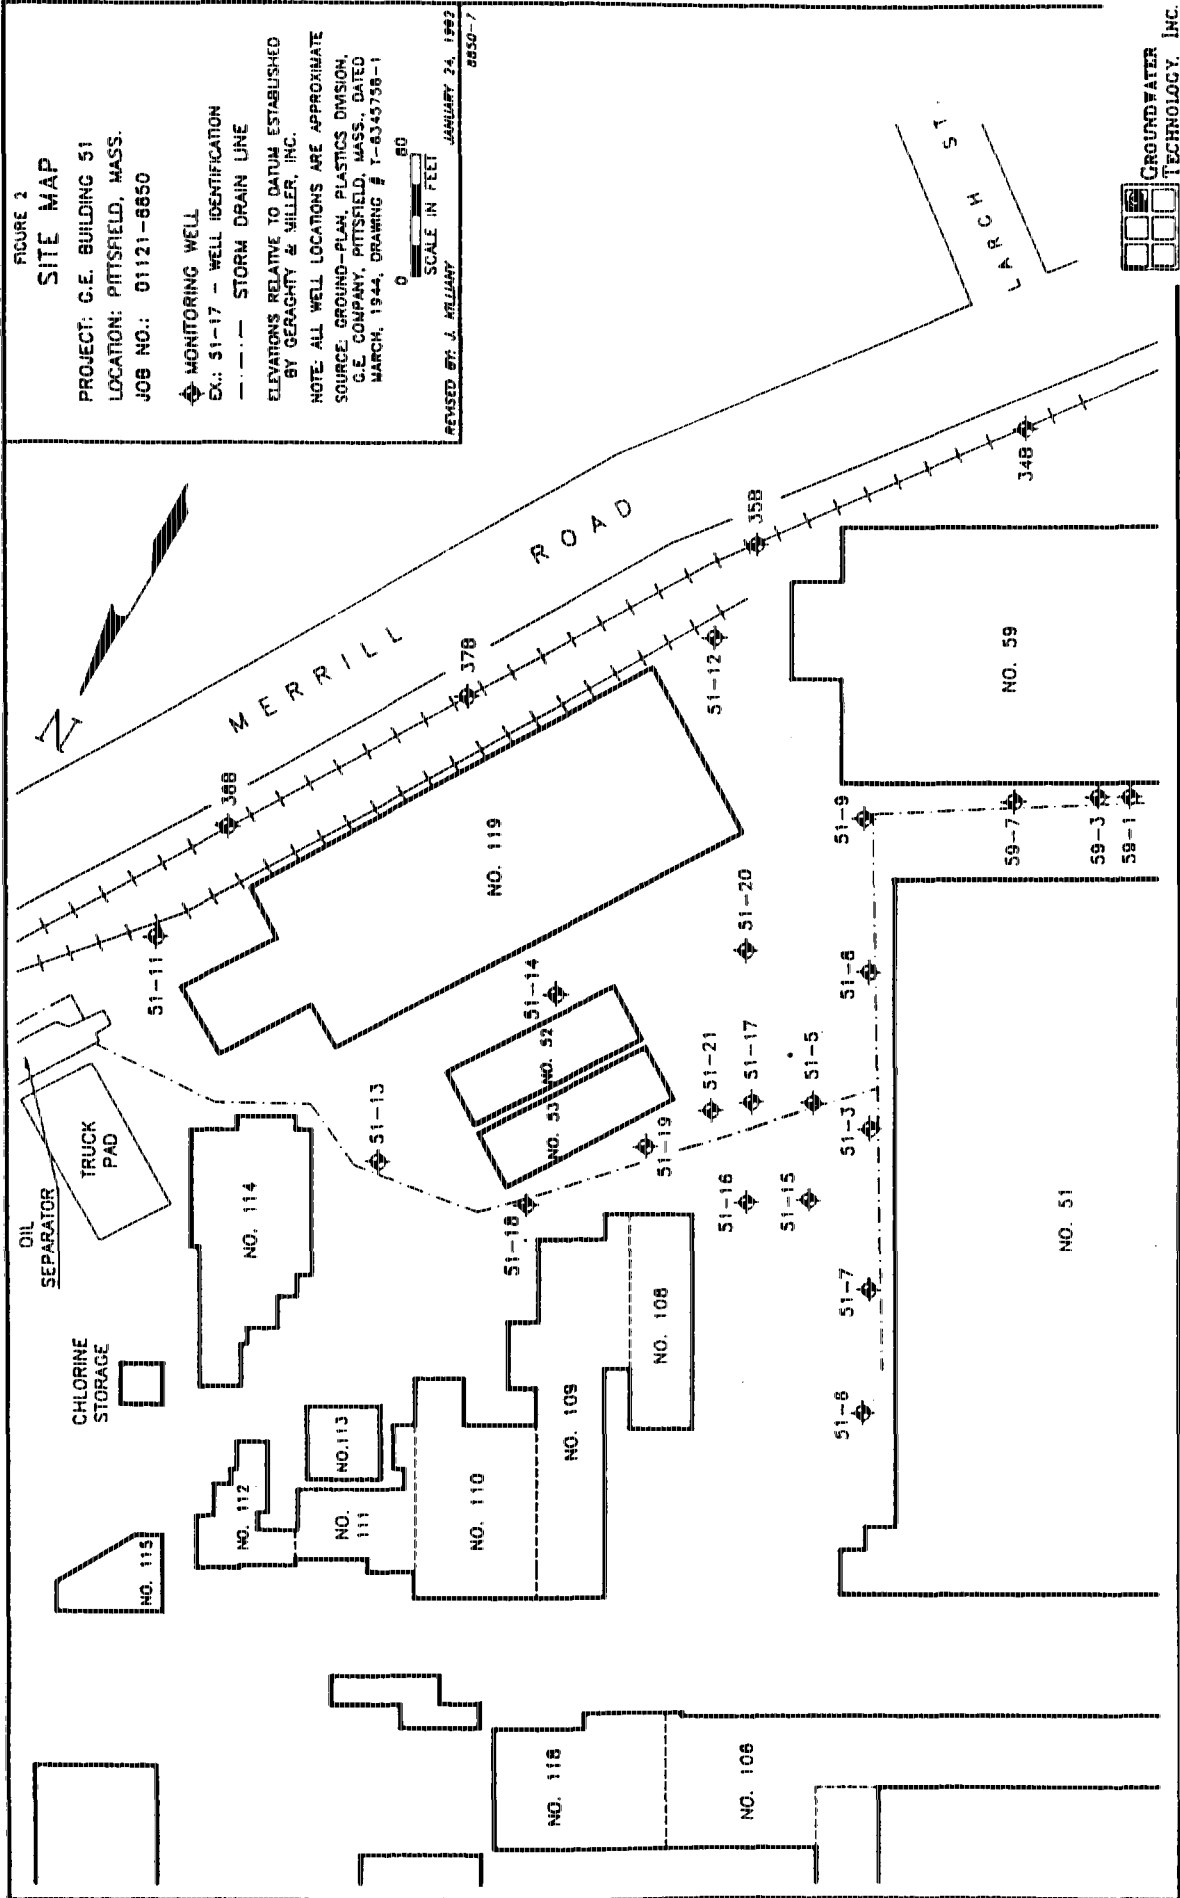 FIGURE 2
SITE MAP
PROJECT: G.E. BUILDING 51
LOCATION: PITTSFIELD, MASS.
JOB NO.: 01121-8850
MONITORING WELL
EX.: 51-17 - WELL IDENTIFICATION
STORM DRAIN LINE
ELEVATIONS RELATIVE TO DATUM ESTABLISHED
BY GERAGHTY & MILLER, INC.
NOTE: ALL WELL LOCATIONS ARE APPROXIMATE
SOURCE: GROUND-PLAN, PLASTICS DIVISION,
G.E. COMPANY, PITTSFIELD, MASS., DATED
MARCH, 1944, DRAWING # T-6345758-1
0 80
SCALE IN FEET
REVISED BY: J. JANUARY 24, 1992
8850-7
N
MERRILL ROAD
LARCH ST.
OIL
SEPARATOR
TRUCK
PAD
CHLORINE
STORAGE
NO. 115
NO. 112
NO. 111
NO.113
NO. 114
NO. 110
NO. 109
NO. 108
NO. 118
NO. 106
NO. 119
NO. 52
NO. 53
NO. 51
NO. 59
51-11
38B
37B
35B
34B
51-12
51-13
51-14
51-18
51-19
51-20
51-21
51-17
51-5
51-16
51-15
51-9
51-8
51-3
51-7
51-6
59-7
59-3
59-1
GROUNDWATER
TECHNOLOGY, INC.